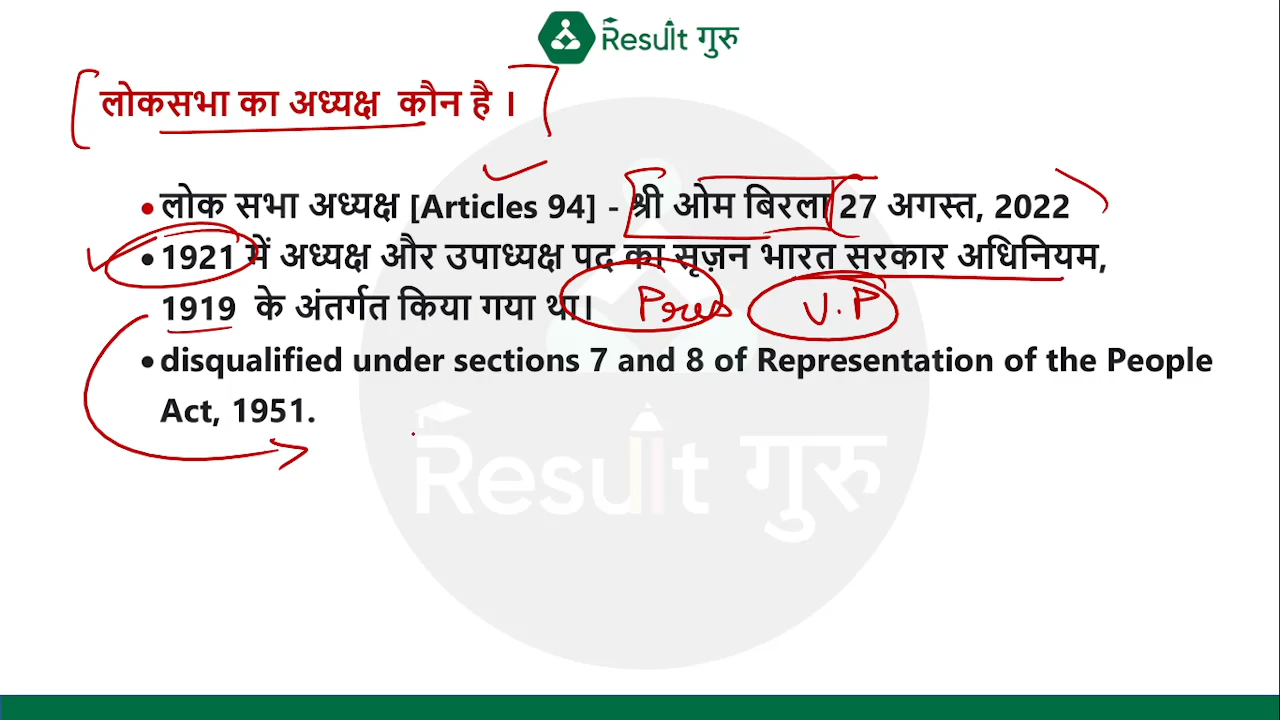 Result गुरु
लोकसभा का अध्यक्ष कौन है ।
• लोक सभा अध्यक्ष [Articles 94] - श्री ओम बिरला 27 अगस्त, 2022
• 1921 में अध्यक्ष और उपाध्यक्ष पद का सृज़न भारत सरकार अधिनियम,
1919 के अंतर्गत किया गया था। Pres V.P
• disqualified under sections 7 and 8 of Representation of the People
Act, 1951.
Result गुरु